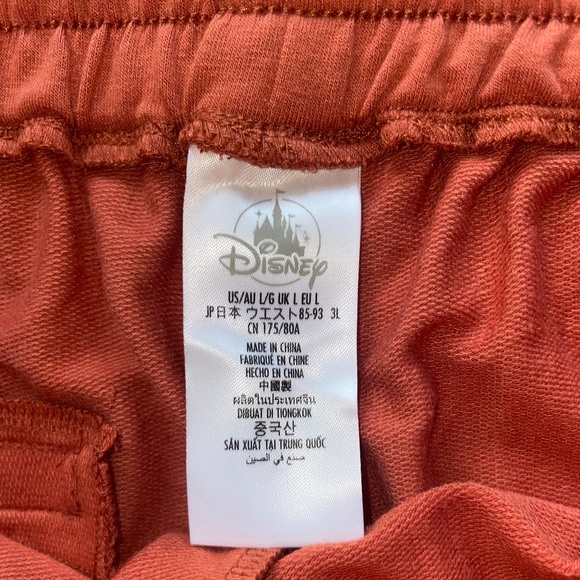 Disney
US/AU L/G UK L EU L
JP日本 ウエスト85-93 3L
CN 175/80A
MADE IN CHINA
FABRIQUÉ EN CHINE
HECHO EN CHINA
中國製
ผลิตในประเทศจีน
DIBUAT DI TIONGKOK
중국산
SẢN XUẤT TẠI TRUNG QUỐC
صنع في الصين